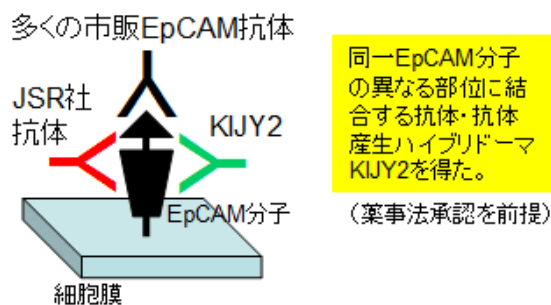 多くの市販EpCAM抗体
JSR社
抗体
KIJY2
EpCAM分子
細胞膜
同一EpCAM分子
の異なる部位に結
合する抗体・抗体
産生ハイブリドーマ
KIJY2を得た。
（薬事法承認を前提）